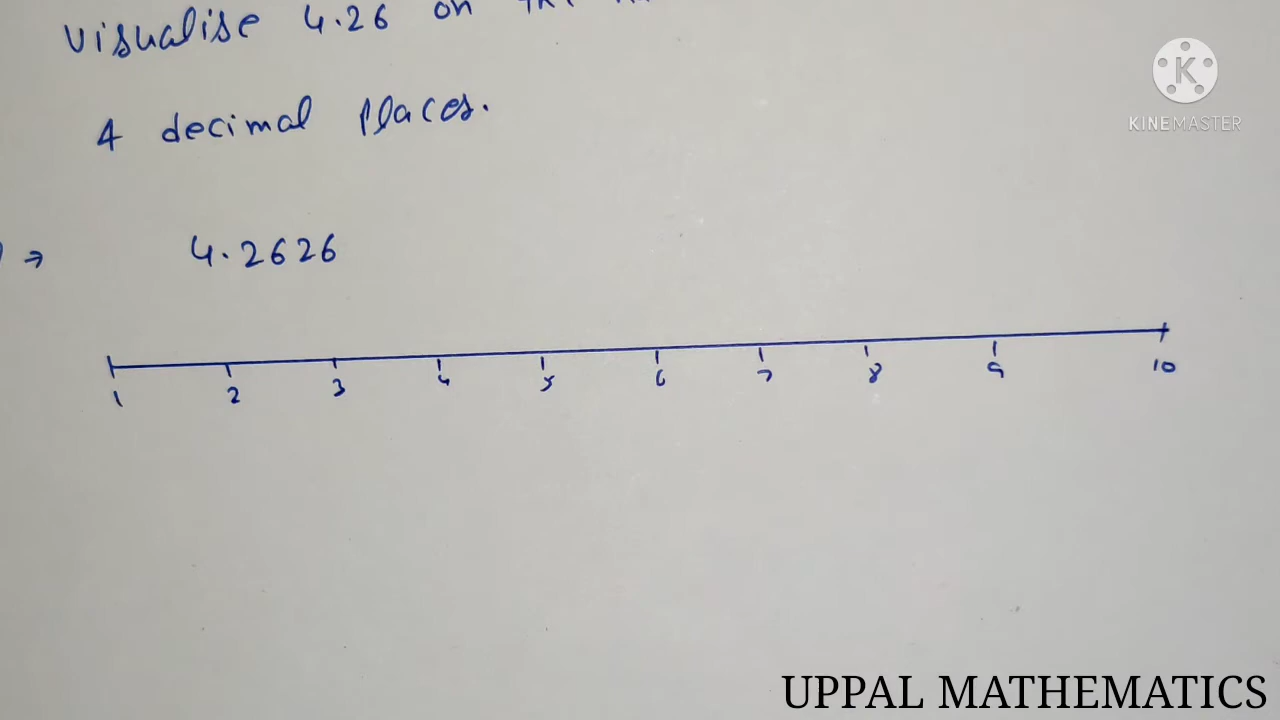 visualise 4.26 on
4 decimal places.
→ 4.2626
1 2 3 4 5 6 7 8 9 10
KINEMASTER
UPPAL MATHEMATICS